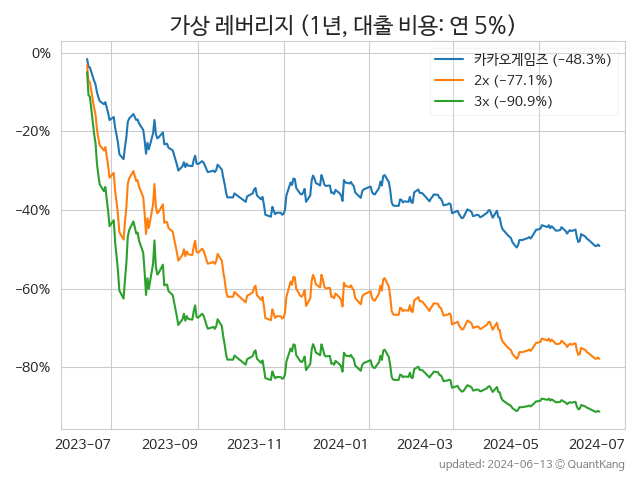 가상 레버리지 (1년, 대출 비용: 연 5%)
카카오게임즈 (−48.3%)
2x (−77.1%)
3x (−90.9%)
0%
−20%
−40%
−60%
−80%
2023-07 2023-09 2023-11 2024-01 2024-03 2024-05 2024-07
updated: 2024-06-13 © QuantKang